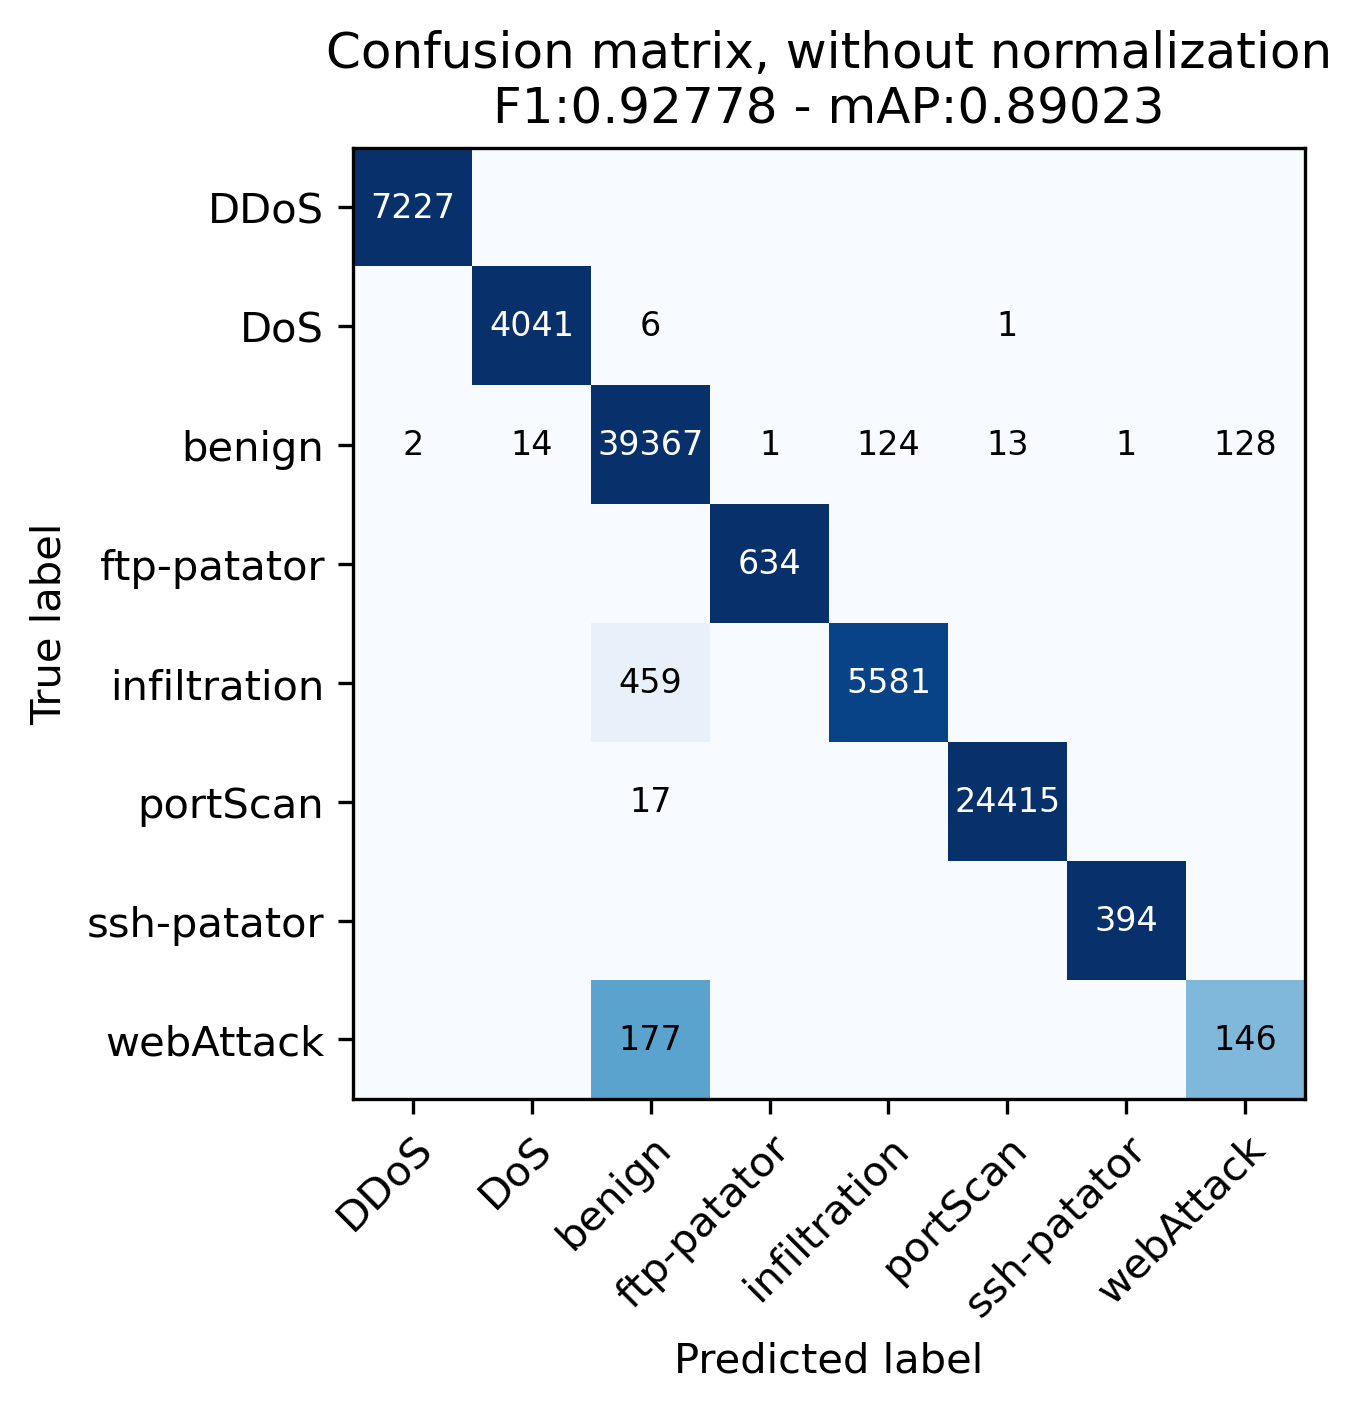 Confusion matrix, without normalization
F1:0.92778 - mAP:0.89023
True label
DDoS 7227
DoS 4041 6 1
benign 2 14 39367 1 124 13 1 128
ftp-patator 634
infiltration 459 5581
portScan 17 24415
ssh-patator 394
webAttack 177 146
DDoS DoS benign ftp-patator infiltration portScan ssh-patator webAttack
Predicted label